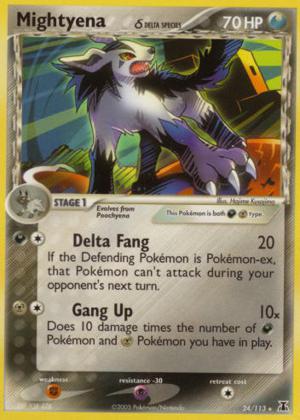 Mightyena δ DELTA SPECIES 70 HP
Illus. Hajime Kusajima
STAGE 1
Evolves from
Poochyena
This Pokémon is both type.
Delta Fang 20
If the Defending Pokémon is Pokémon-ex,
that Pokémon can't attack during your
opponent's next turn.
Gang Up 10x
Does 10 damage times the number of
Pokémon and Pokémon you have in play.
weakness resistance -30 retreat cost
©2005 Pokémon/Nintendo
24/113